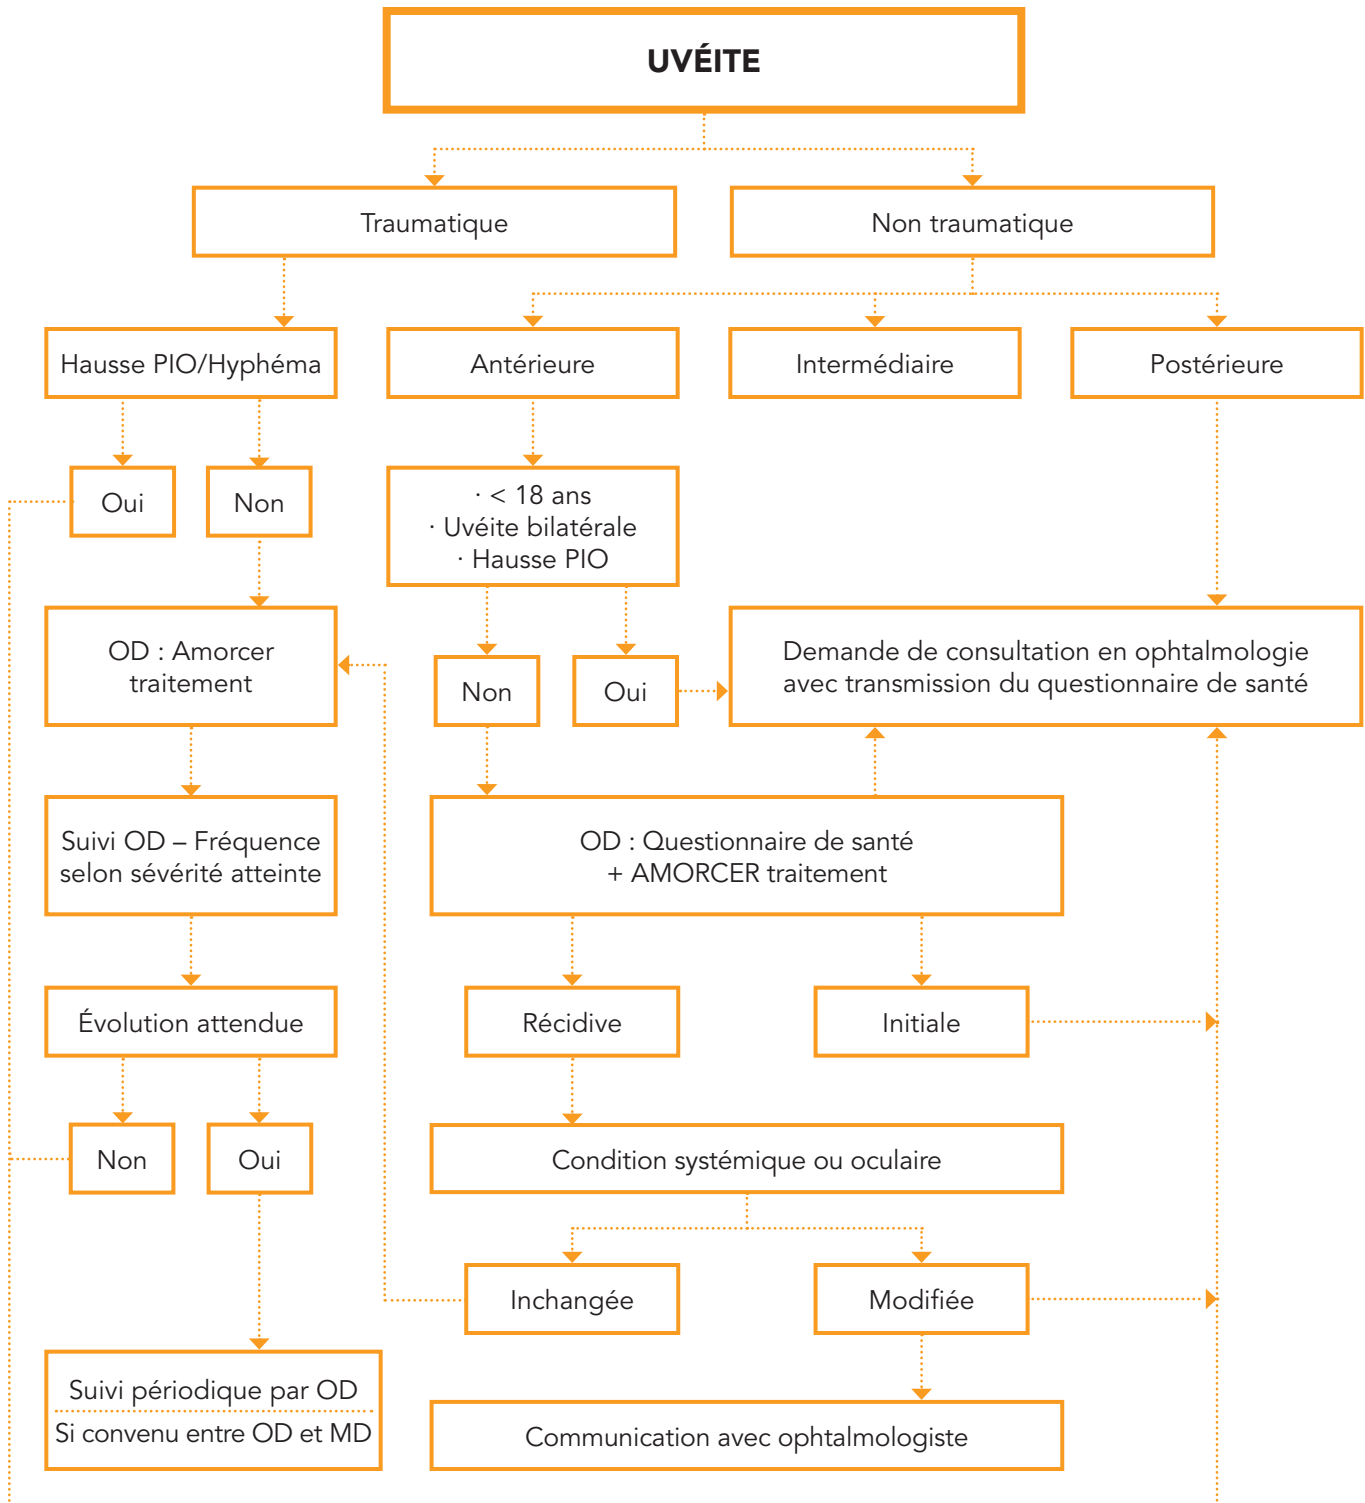 UVÉITE
Traumatique
Non traumatique
Hausse PIO/Hyphéma
Antérieure
Intermédiaire
Postérieure
Oui
Non
· < 18 ans
· Uvéite bilatérale
· Hausse PIO
OD : Amorcer
traitement
Non
Oui
Demande de consultation en ophtalmologie
avec transmission du questionnaire de santé
Suivi OD – Fréquence
selon sévérité atteinte
OD : Questionnaire de santé
+ AMORCER traitement
Évolution attendue
Récidive
Initiale
Non
Oui
Condition systémique ou oculaire
Inchangée
Modifiée
Suivi périodique par OD
Si convenu entre OD et MD
Communication avec ophtalmologiste